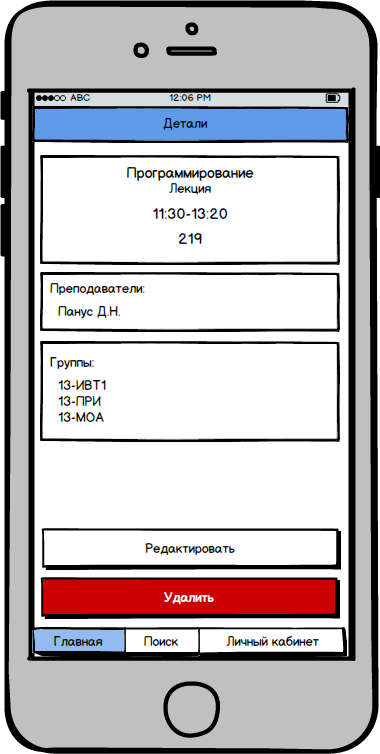 ABC 12:06 PM
Детали
Программирование
Лекция
11:30-13:20
219
Преподаватели:
Панус Д.Н.
Группы:
13-ИВТ1
13-ПРИ
13-МОА
Редактировать
Удалить
Главная Поиск Личный кабинет